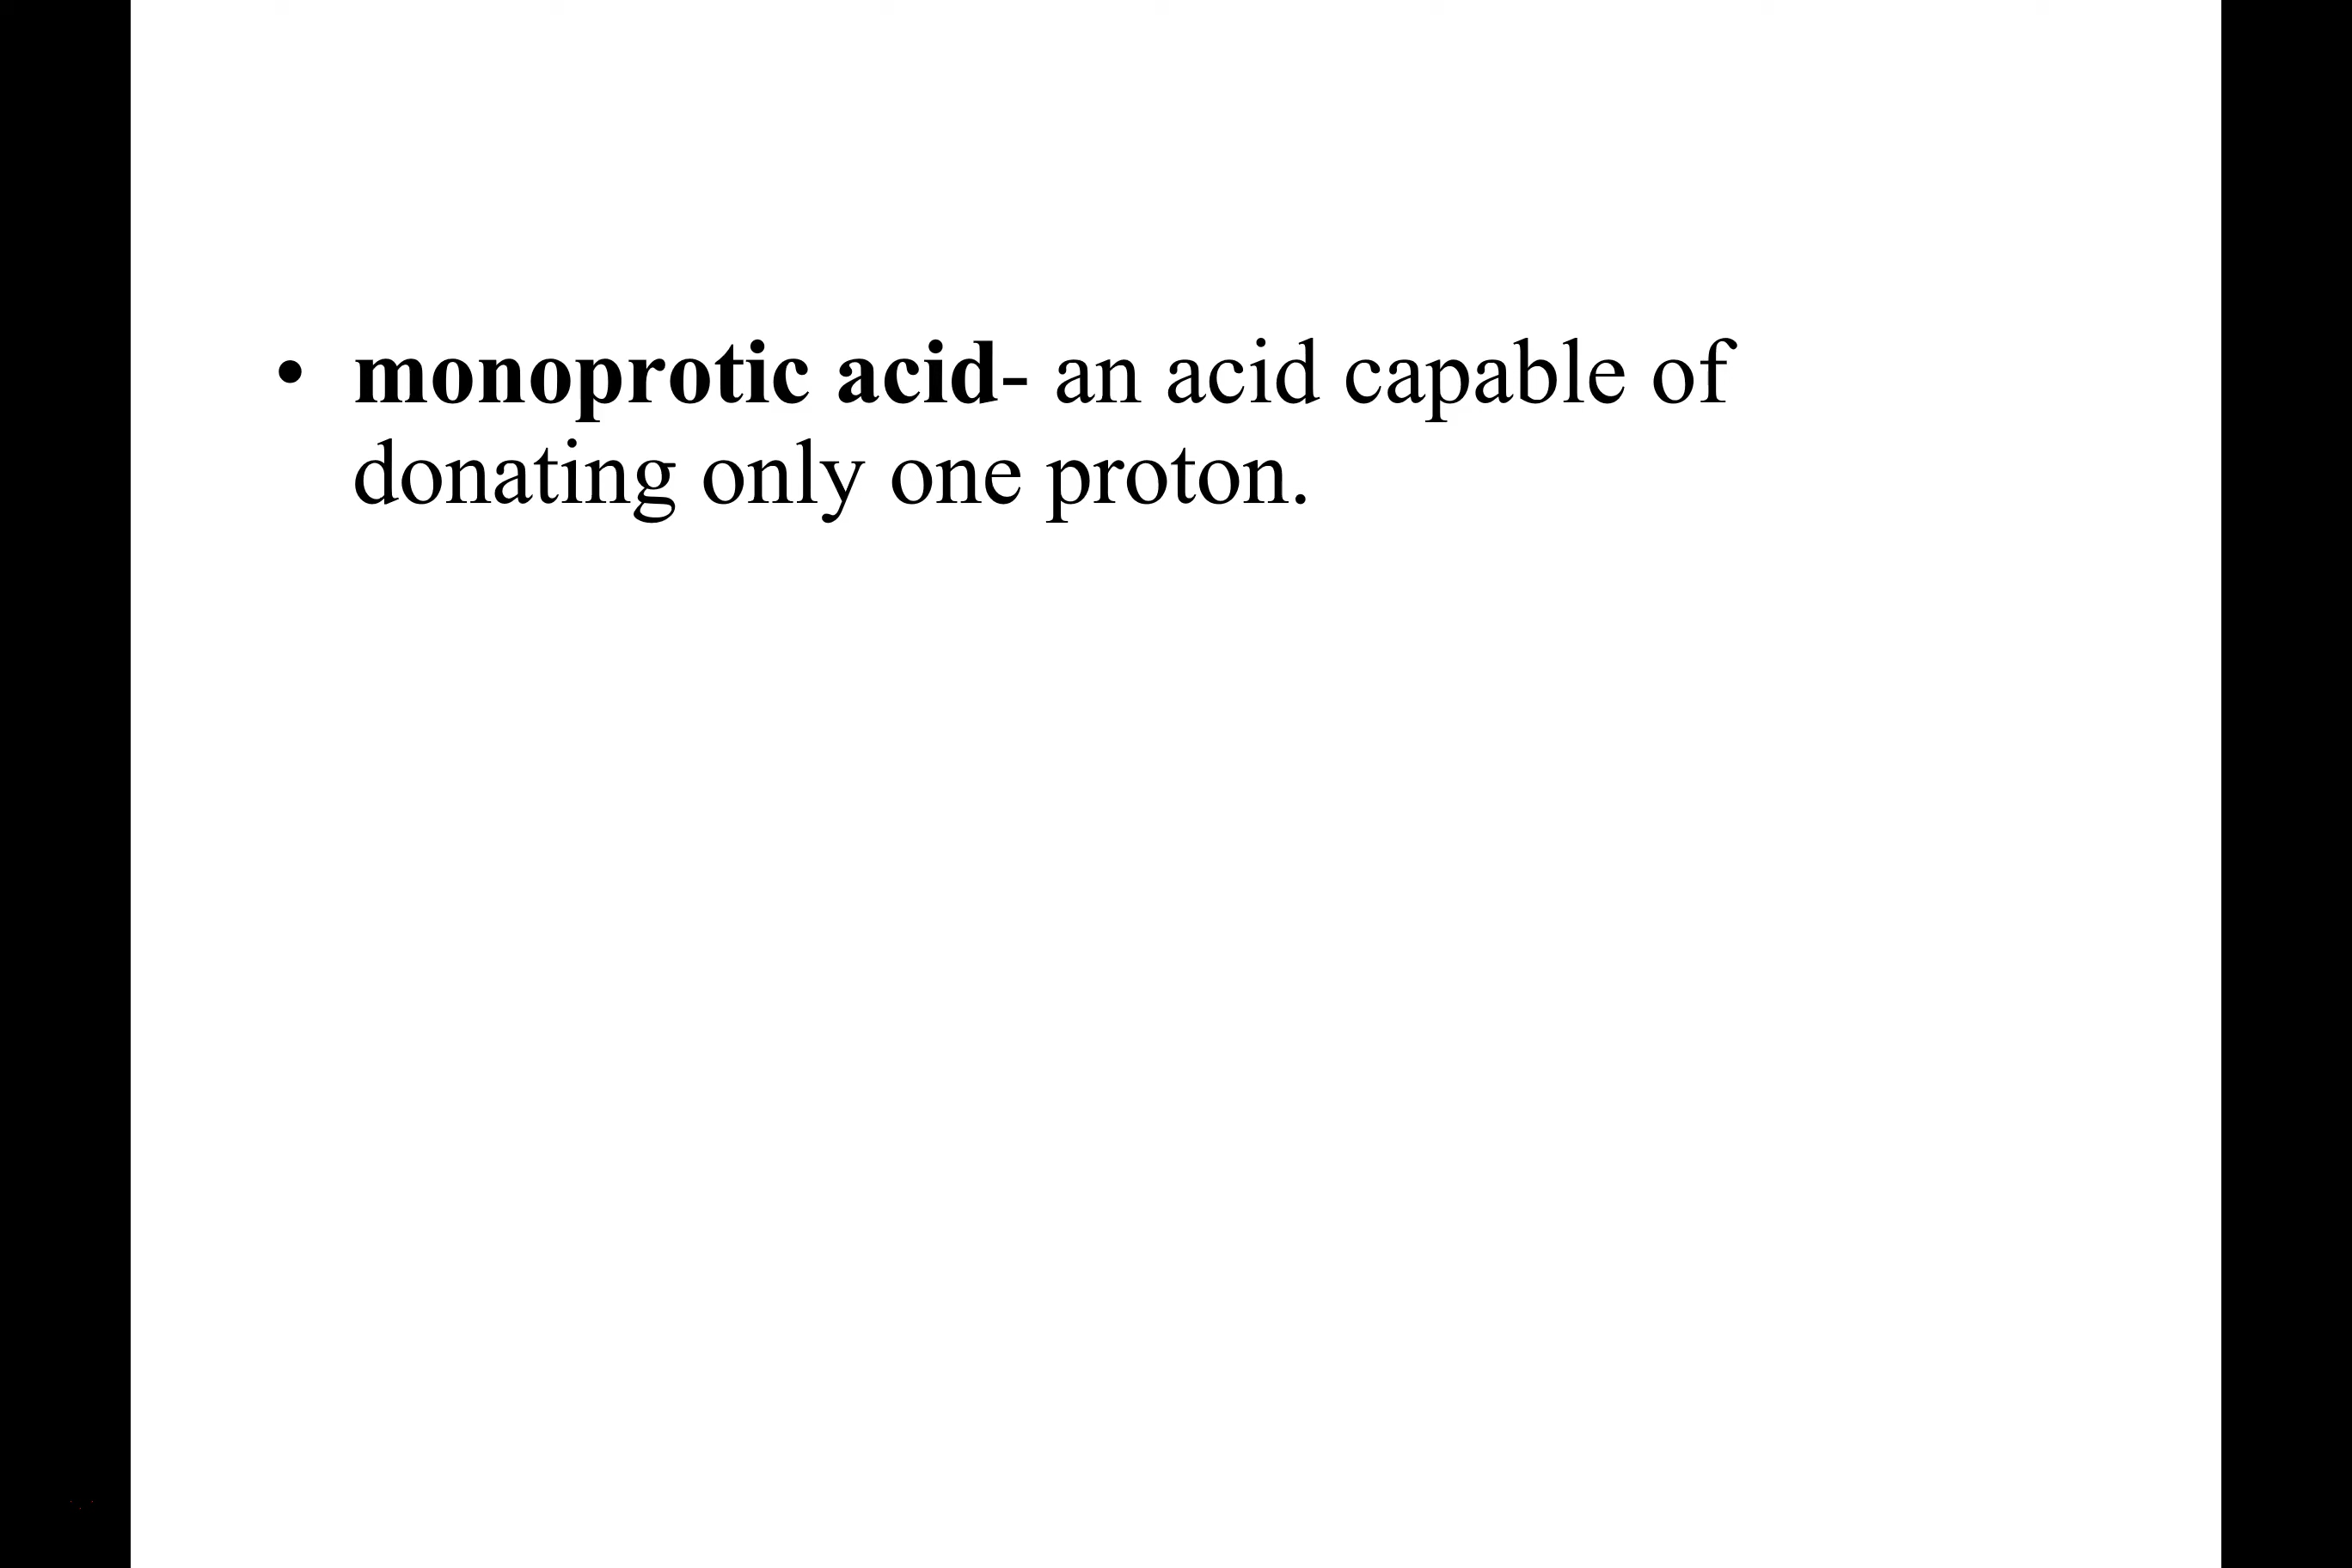 • monoprotic acid- an acid capable of
donating only one proton.